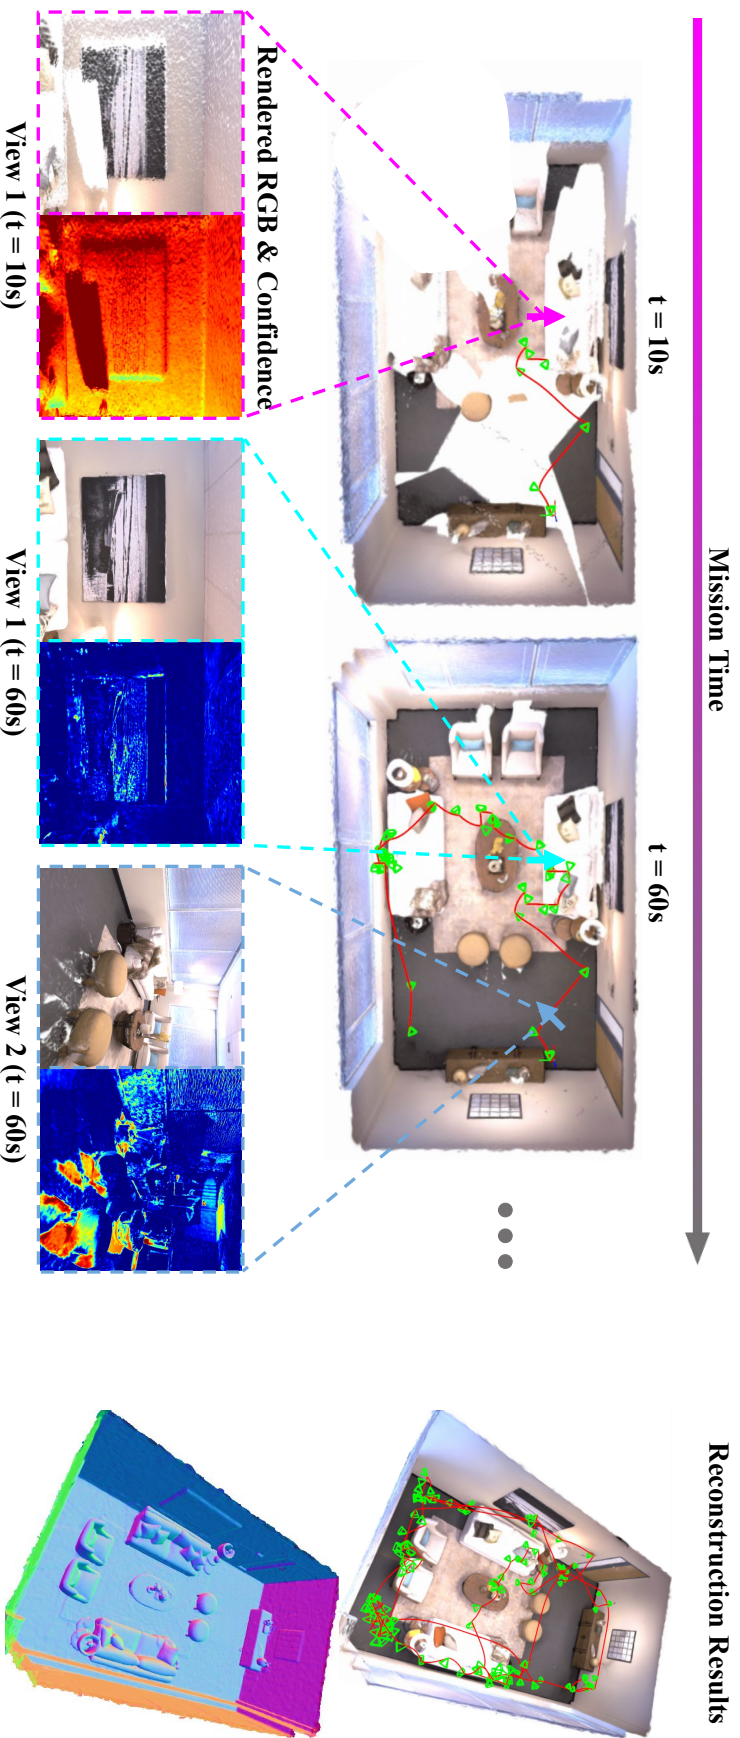 Mission Time
Reconstruction Results
t = 10s
t = 60s
Rendered RGB & Confidence
View 1 (t = 10s)
View 1 (t = 60s)
View 2 (t = 60s)